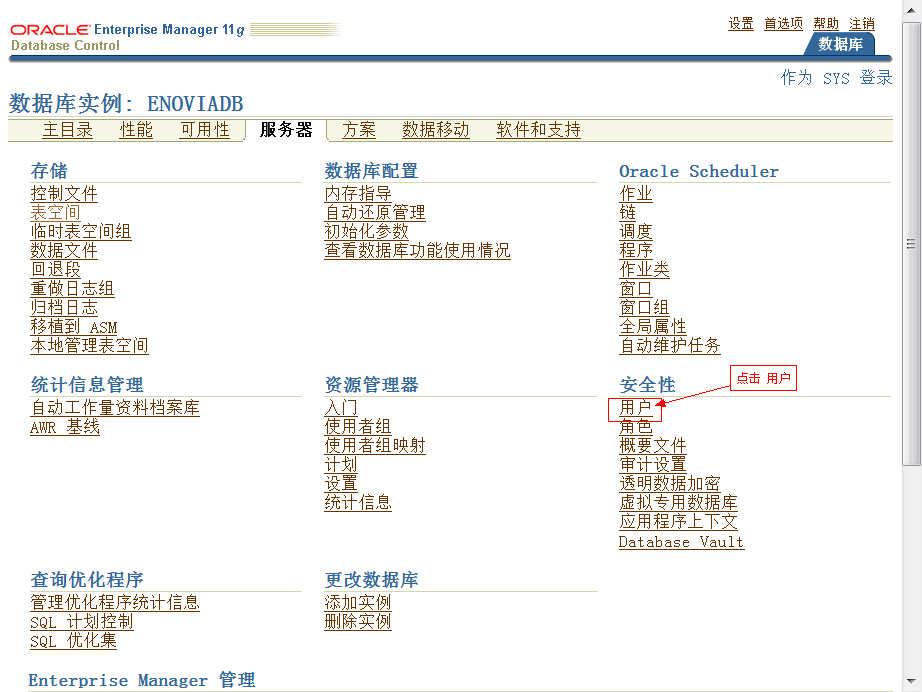 ORACLE Enterprise Manager 11g
Database Control
设置 首选项 帮助 注销
数据库
作为 SYS 登录
数据库实例: ENOVIADB
主目录 性能 可用性 服务器 方案 数据移动 软件和支持
存储
控制文件
表空间
临时表空间组
数据文件
回退段
重做日志组
归档日志
移植到 ASM
本地管理表空间
数据库配置
内存指导
自动还原管理
初始化参数
查看数据库功能使用情况
Oracle Scheduler
作业
链
调度
程序
作业类
窗口
窗口组
全局属性
自动维护任务
统计信息管理
自动工作量资料档案库
AWR 基线
资源管理器
入门
使用者组
使用者组映射
计划
设置
统计信息
安全性
点击 用户
用户
角色
概要文件
审计设置
透明数据加密
虚拟专用数据库
应用程序上下文
Database Vault
查询优化程序
管理优化程序统计信息
SQL 计划控制
SQL 优化集
更改数据库
添加实例
删除实例
Enterprise Manager 管理